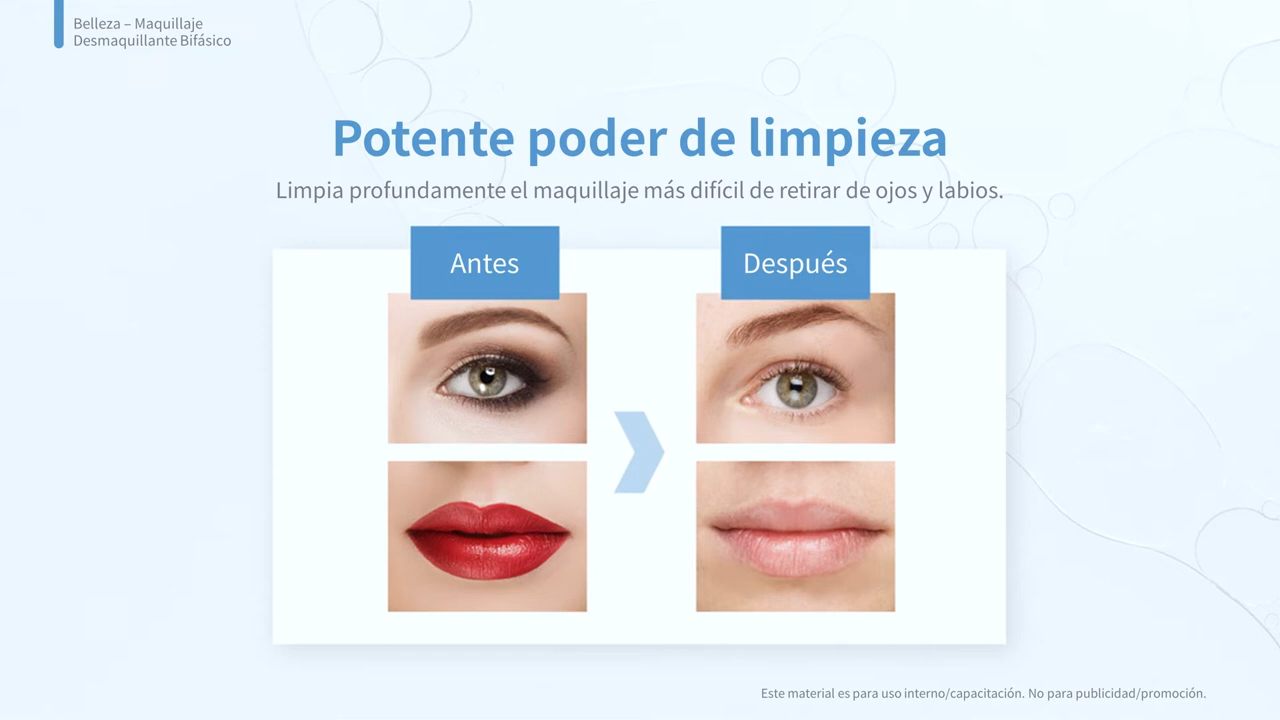 Belleza – Maquillaje
Desmaquillante Bifásico
Potente poder de limpieza
Limpia profundamente el maquillaje más difícil de retirar de ojos y labios.
Antes
Después
Este material es para uso interno/capacitación. No para publicidad/promoción.